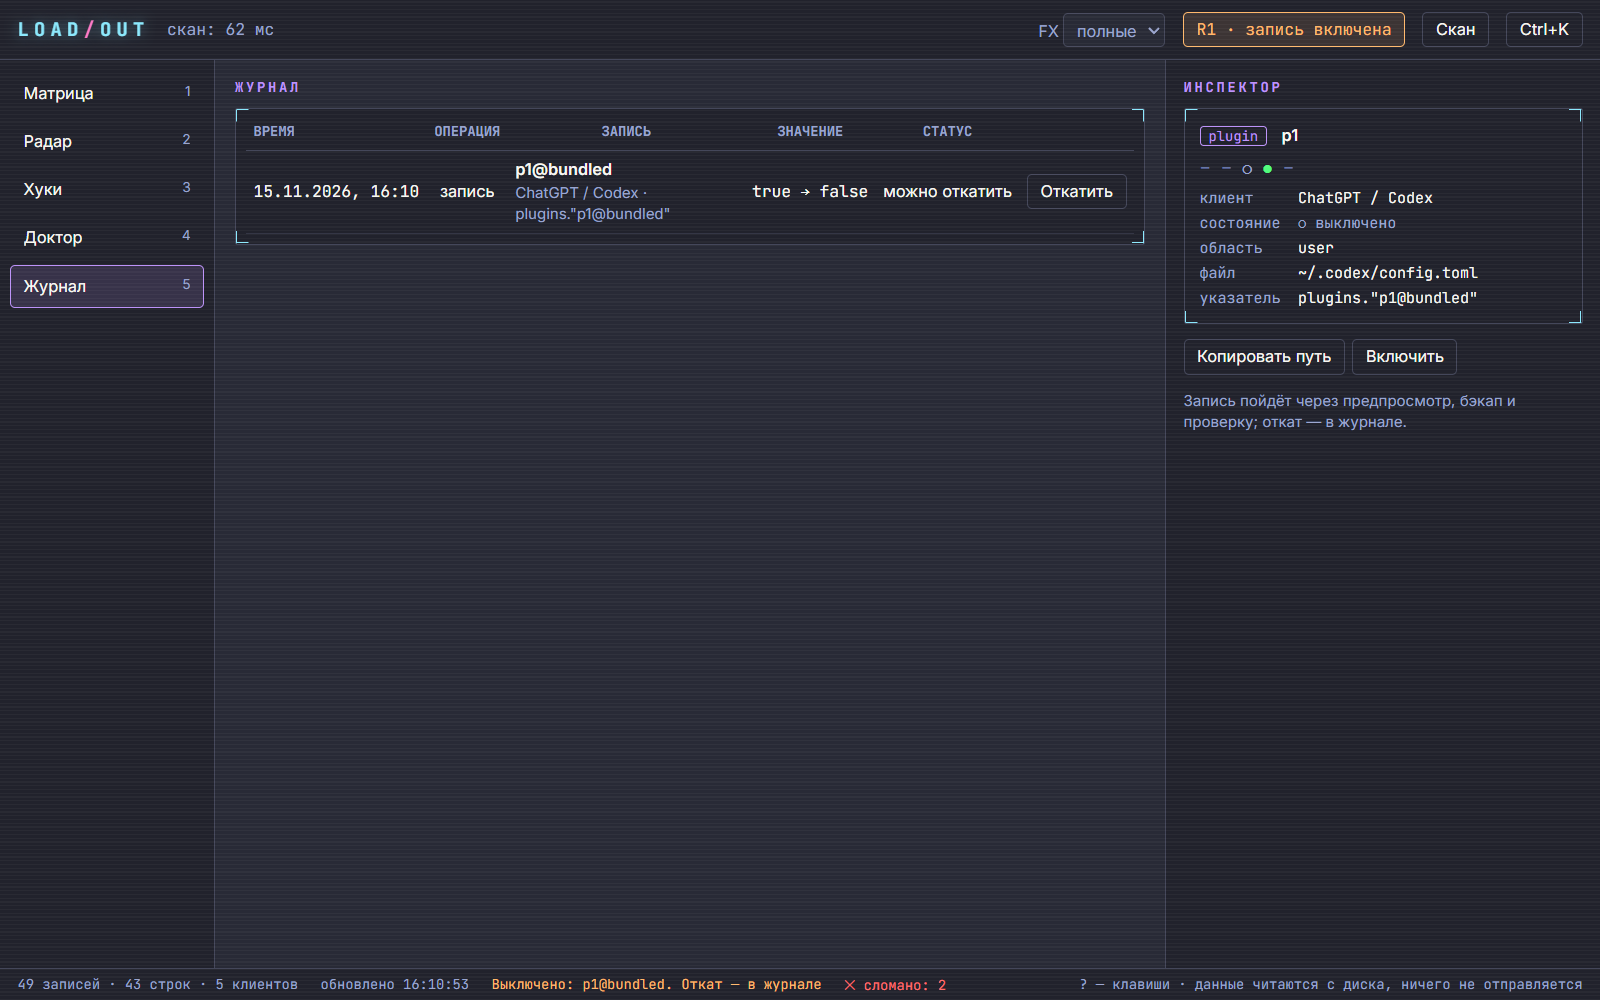 LOAD/OUT скан: 62 мс FX полные R1 · запись включена Скан Ctrl+K
Матрица 1
Радар 2
Хуки 3
Доктор 4
Журнал 5
ЖУРНАЛ
ВРЕМЯ ОПЕРАЦИЯ ЗАПИСЬ ЗНАЧЕНИЕ СТАТУС
p1@bundled
15.11.2026, 16:10 запись ChatGPT / Codex · true → false можно откатить Откатить
plugins."p1@bundled"
ИНСПЕКТОР
plugin p1
— — ○ ● —
клиент ChatGPT / Codex
состояние ○ выключено
область user
файл ~/.codex/config.toml
указатель plugins."p1@bundled"
Копировать путь Включить
Запись пойдёт через предпросмотр, бэкап и
проверку; откат — в журнале.
49 записей · 43 строк · 5 клиентов обновлено 16:10:53 Выключено: p1@bundled. Откат — в журнале ✕ сломано: 2 ? — клавиши · данные читаются с диска, ничего не отправляется